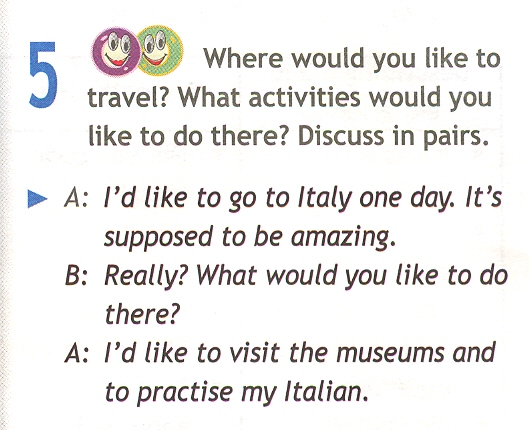 5
Where would you like to
travel? What activities would you
like to do there? Discuss in pairs.
A: I'd like to go to Italy one day. It's
supposed to be amazing.
B: Really? What would you like to do
there?
A: I'd like to visit the museums and
to practise my Italian.